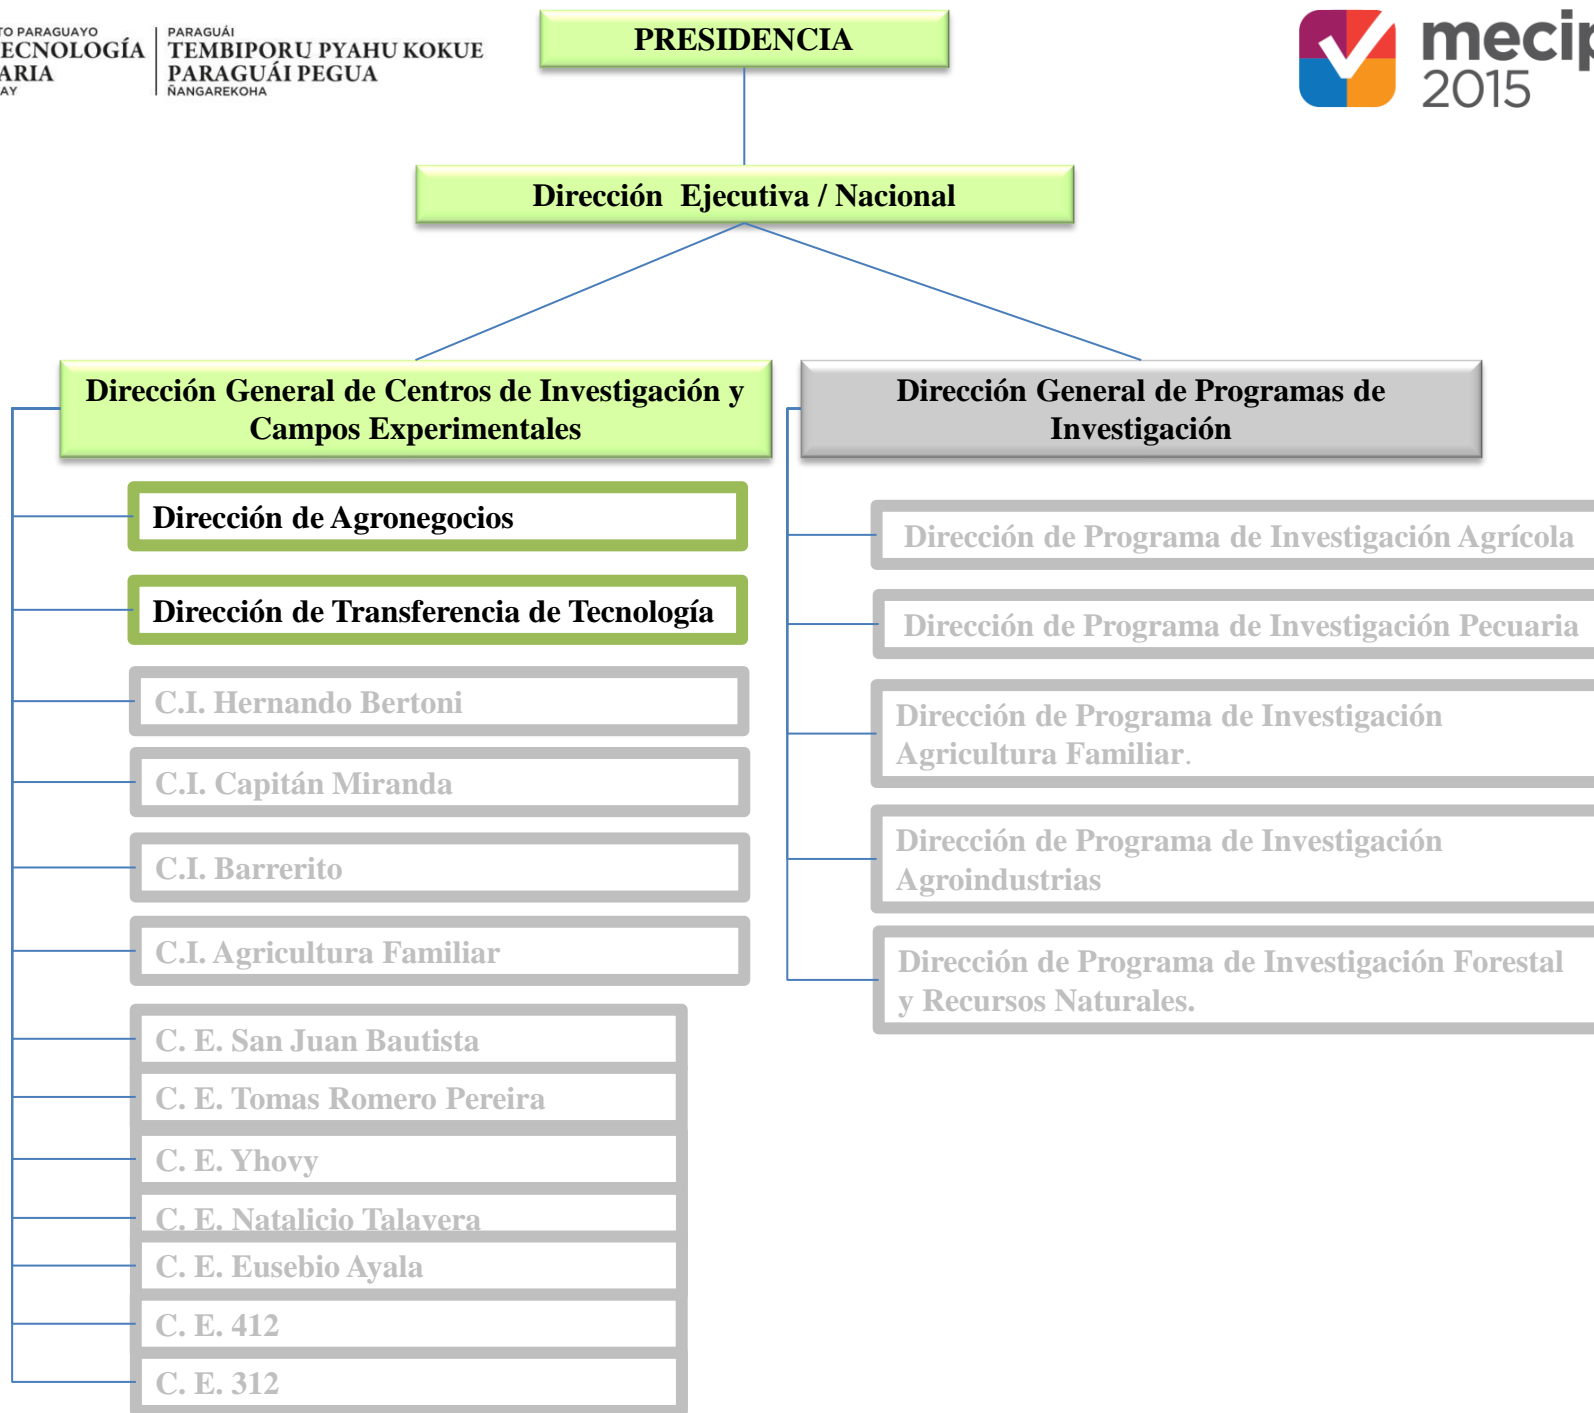 PARAGUAYO
PARAGUÁI
TEMBIPORU PYAHU KOKUE
PARAGUÁI PEGUA
ÑANGAREKOHA
PRESIDENCIA
mecip
2015
Dirección Ejecutiva / Nacional
Dirección General de Centros de Investigación y
Campos Experimentales
Dirección de Agronegocios
Dirección de Transferencia de Tecnología
C.I. Hernando Bertoni
C.I. Capitán Miranda
C.I. Barrerito
C.I. Agricultura Familiar
C. E. San Juan Bautista
C. E. Tomas Romero Pereira
C. E. Yhovy
C. E. Natalicio Talavera
C. E. Eusebio Ayala
C. E. 412
C. E. 312
Dirección General de Programas de
Investigación
Dirección de Programa de Investigación Agrícola
Dirección de Programa de Investigación Pecuaria
Dirección de Programa de Investigación
Agricultura Familiar.
Dirección de Programa de Investigación
Agroindustrias
Dirección de Programa de Investigación Forestal
y Recursos Naturales.